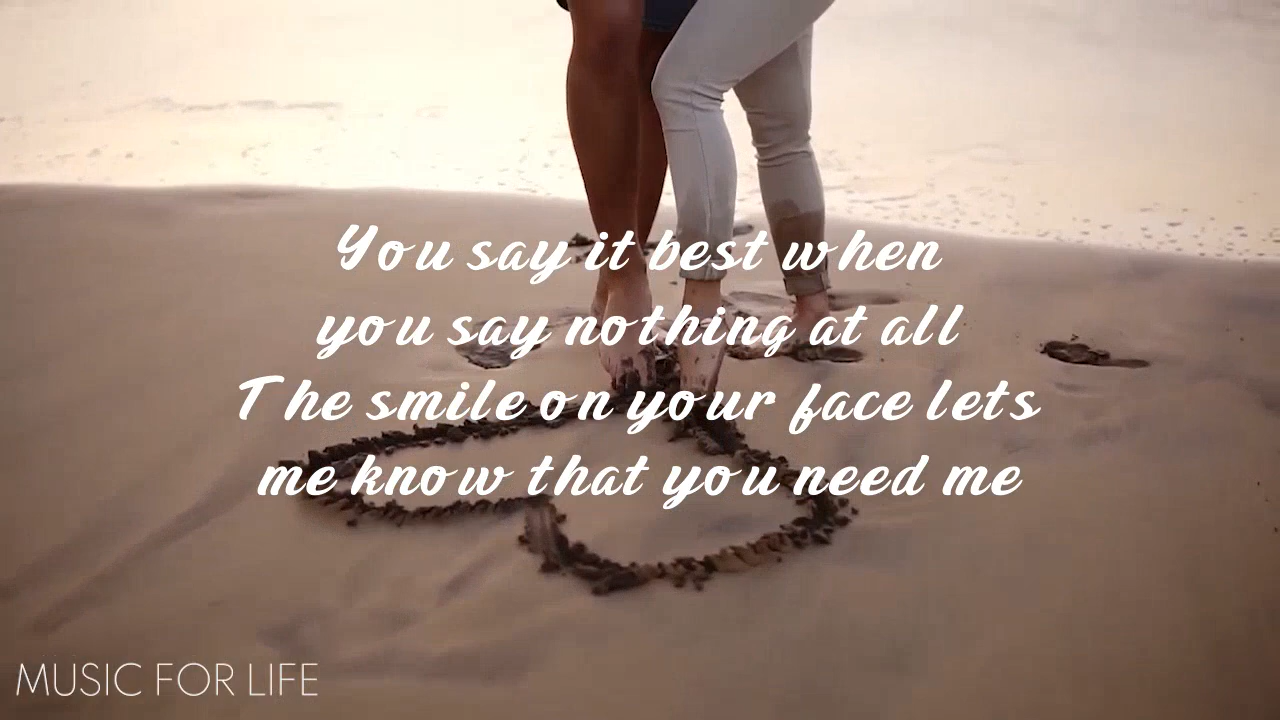 You say it best when
you say nothing at all
The smile on your face lets
me know that you need me
MUSIC FOR LIFE